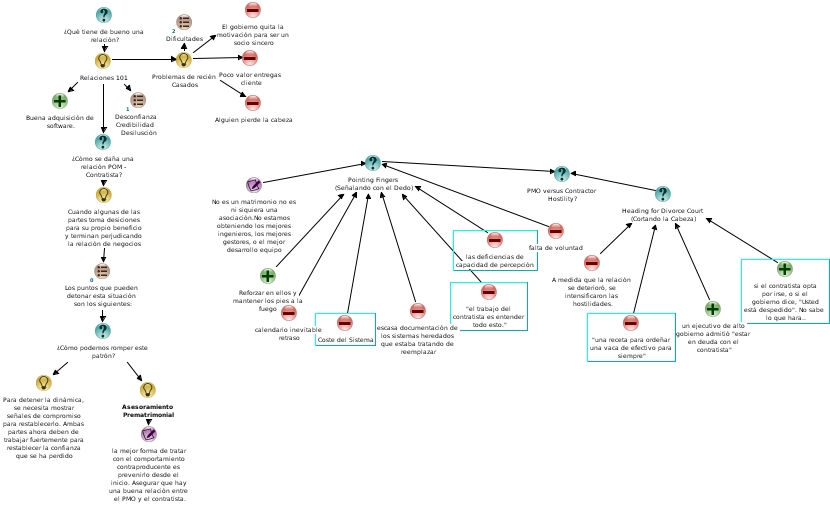 ¿Qué tiene de bueno una
relación?
2
Dificultades
El gobierno quita la
motivación para ser un
socio sincero
Relaciones 101
Problemas de recién
Casados
Poco valor entregas
cliente
Buena adquisición de
software.
1
Desconfianza
Credibilidad
Desilusción
Alguien pierde la cabeza
¿Cómo se daña una
relación POM -
Contratista?
Cuando algunas de las
partes toma desiciones
para su propio beneficio
y terminan perjudicando
la relación de negocios
0
Los puntos que pueden
detonar esta situación
son los siguientes:
¿Cómo podemos romper este
patrón?
Para detener la dinámica,
se necesita mostrar
señales de compromiso
para restablecerlo. Ambas
partes ahora deben de
trabajar fuertemente para
restablecer la confianza
que se ha perdido
Asesoramiento
Prematrimonial
la mejor forma de tratar
con el comportamiento
contraproducente es
prevenirlo desde el
inicio. Asegurar que hay
una buena relación entre
el PMO y el contratista.
Pointing Fingers
(Señalando con el Dedo)
PMO versus Contractor
Hostility?
Heading for Divorce Court
(Cortando la Cabeza)
No es un matrimonio no es
ni siquiera una
asociación.No estamos
obteniendo los mejores
ingenieros, los mejores
gestores, o el mejor
desarrollo equipo
Reforzar en ellos y
mantener los pies a la
fuego
calendario inevitable
retraso
Coste del Sistema
escasa documentación de
los sistemas heredados
que estaba tratando de
reemplazar
las deficiencias de
capacidad de percepción
"el trabajo del
contratista es entender
todo esto."
falta de voluntad
A medida que la relación
se deterioró, se
intensificaron las
hostilidades.
"una receta para ordeñar
una vaca de efectivo para
siempre"
un ejecutivo de alto
gobierno admitió "estar
en deuda con el
contratista"
si el contratista opta
por irse, o si el
gobierno dice, "Usted
está despedido". No sabe
lo que hara..